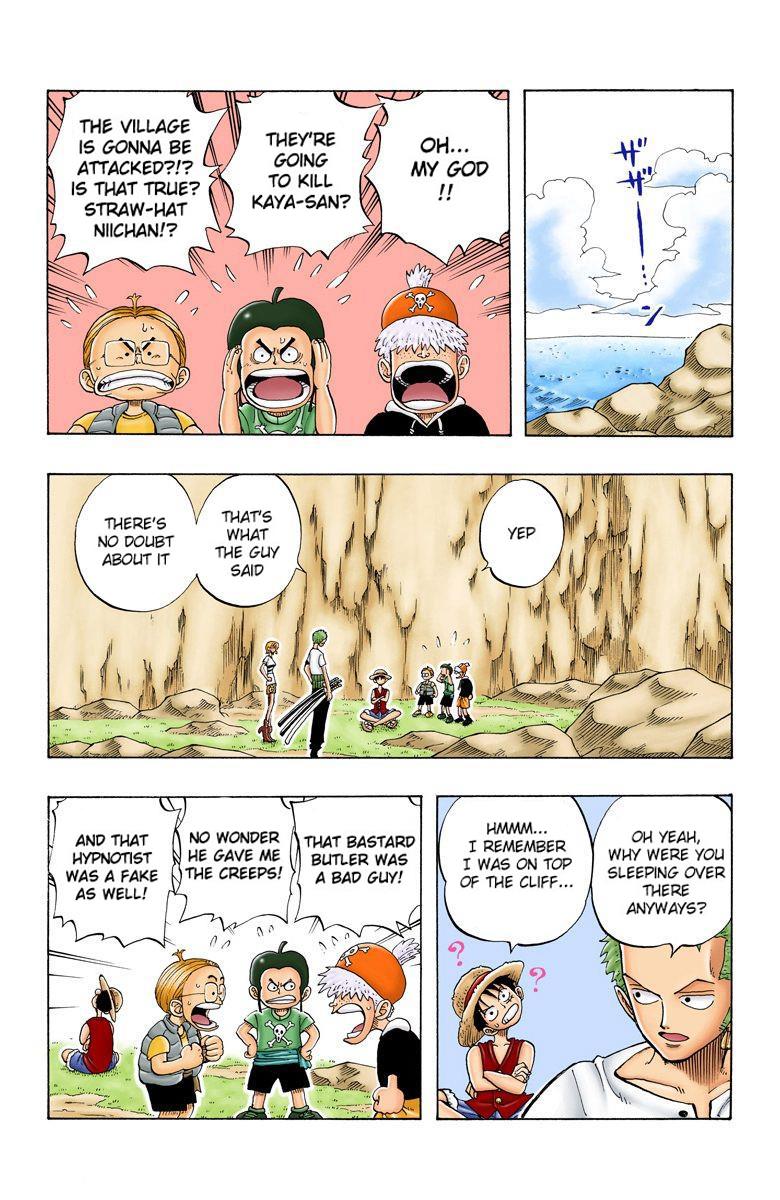 ザ
ザ
ン
OH...
MY GOD
!!
THEY'RE
GOING
TO KILL
KAYA-SAN?
THE VILLAGE
IS GONNA BE
ATTACKED?!?
IS THAT TRUE?
STRAW-HAT
NIICHAN!?
YEP
THAT'S
WHAT
THE GUY
SAID
THERE'S
NO DOUBT
ABOUT IT
OH YEAH,
WHY WERE YOU
SLEEPING OVER
THERE
ANYWAYS?
HMMM...
I REMEMBER
I WAS ON TOP
OF THE CLIFF...
?
?
THAT BASTARD
BUTLER WAS
A BAD GUY!
NO WONDER
HE GAVE ME
THE CREEPS!
AND THAT
HYPNOTIST
WAS A FAKE
AS WELL!